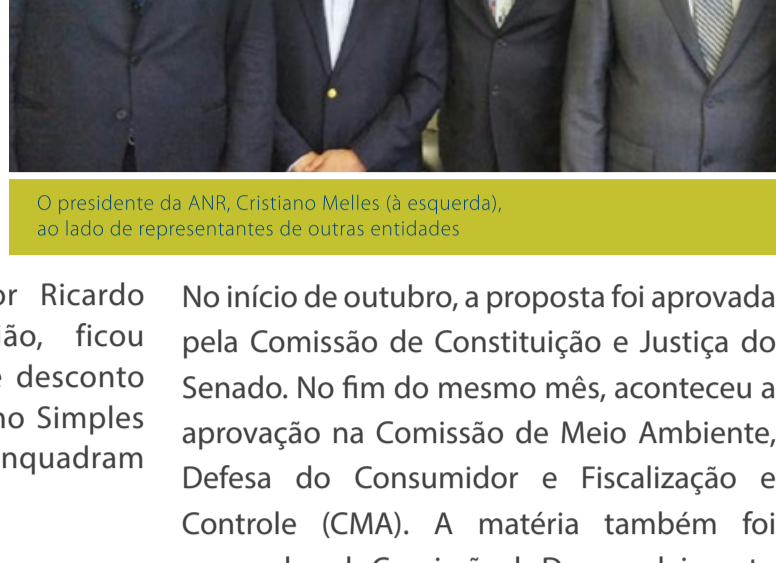 O presidente da ANR, Cristiano Melles (à esquerda),
ao lado de representantes de outras entidades
Ricardo
ficou
desconto
Simples
No início de outubro, a proposta foi aprovada
pela Comissão de Constituição e Justiça do
Senado. No fim do mesmo mês, aconteceu a
aprovação na Comissão de Meio Ambiente,
Defesa do Consumidor e Fiscalização e
Controle (CMA). A matéria também foi